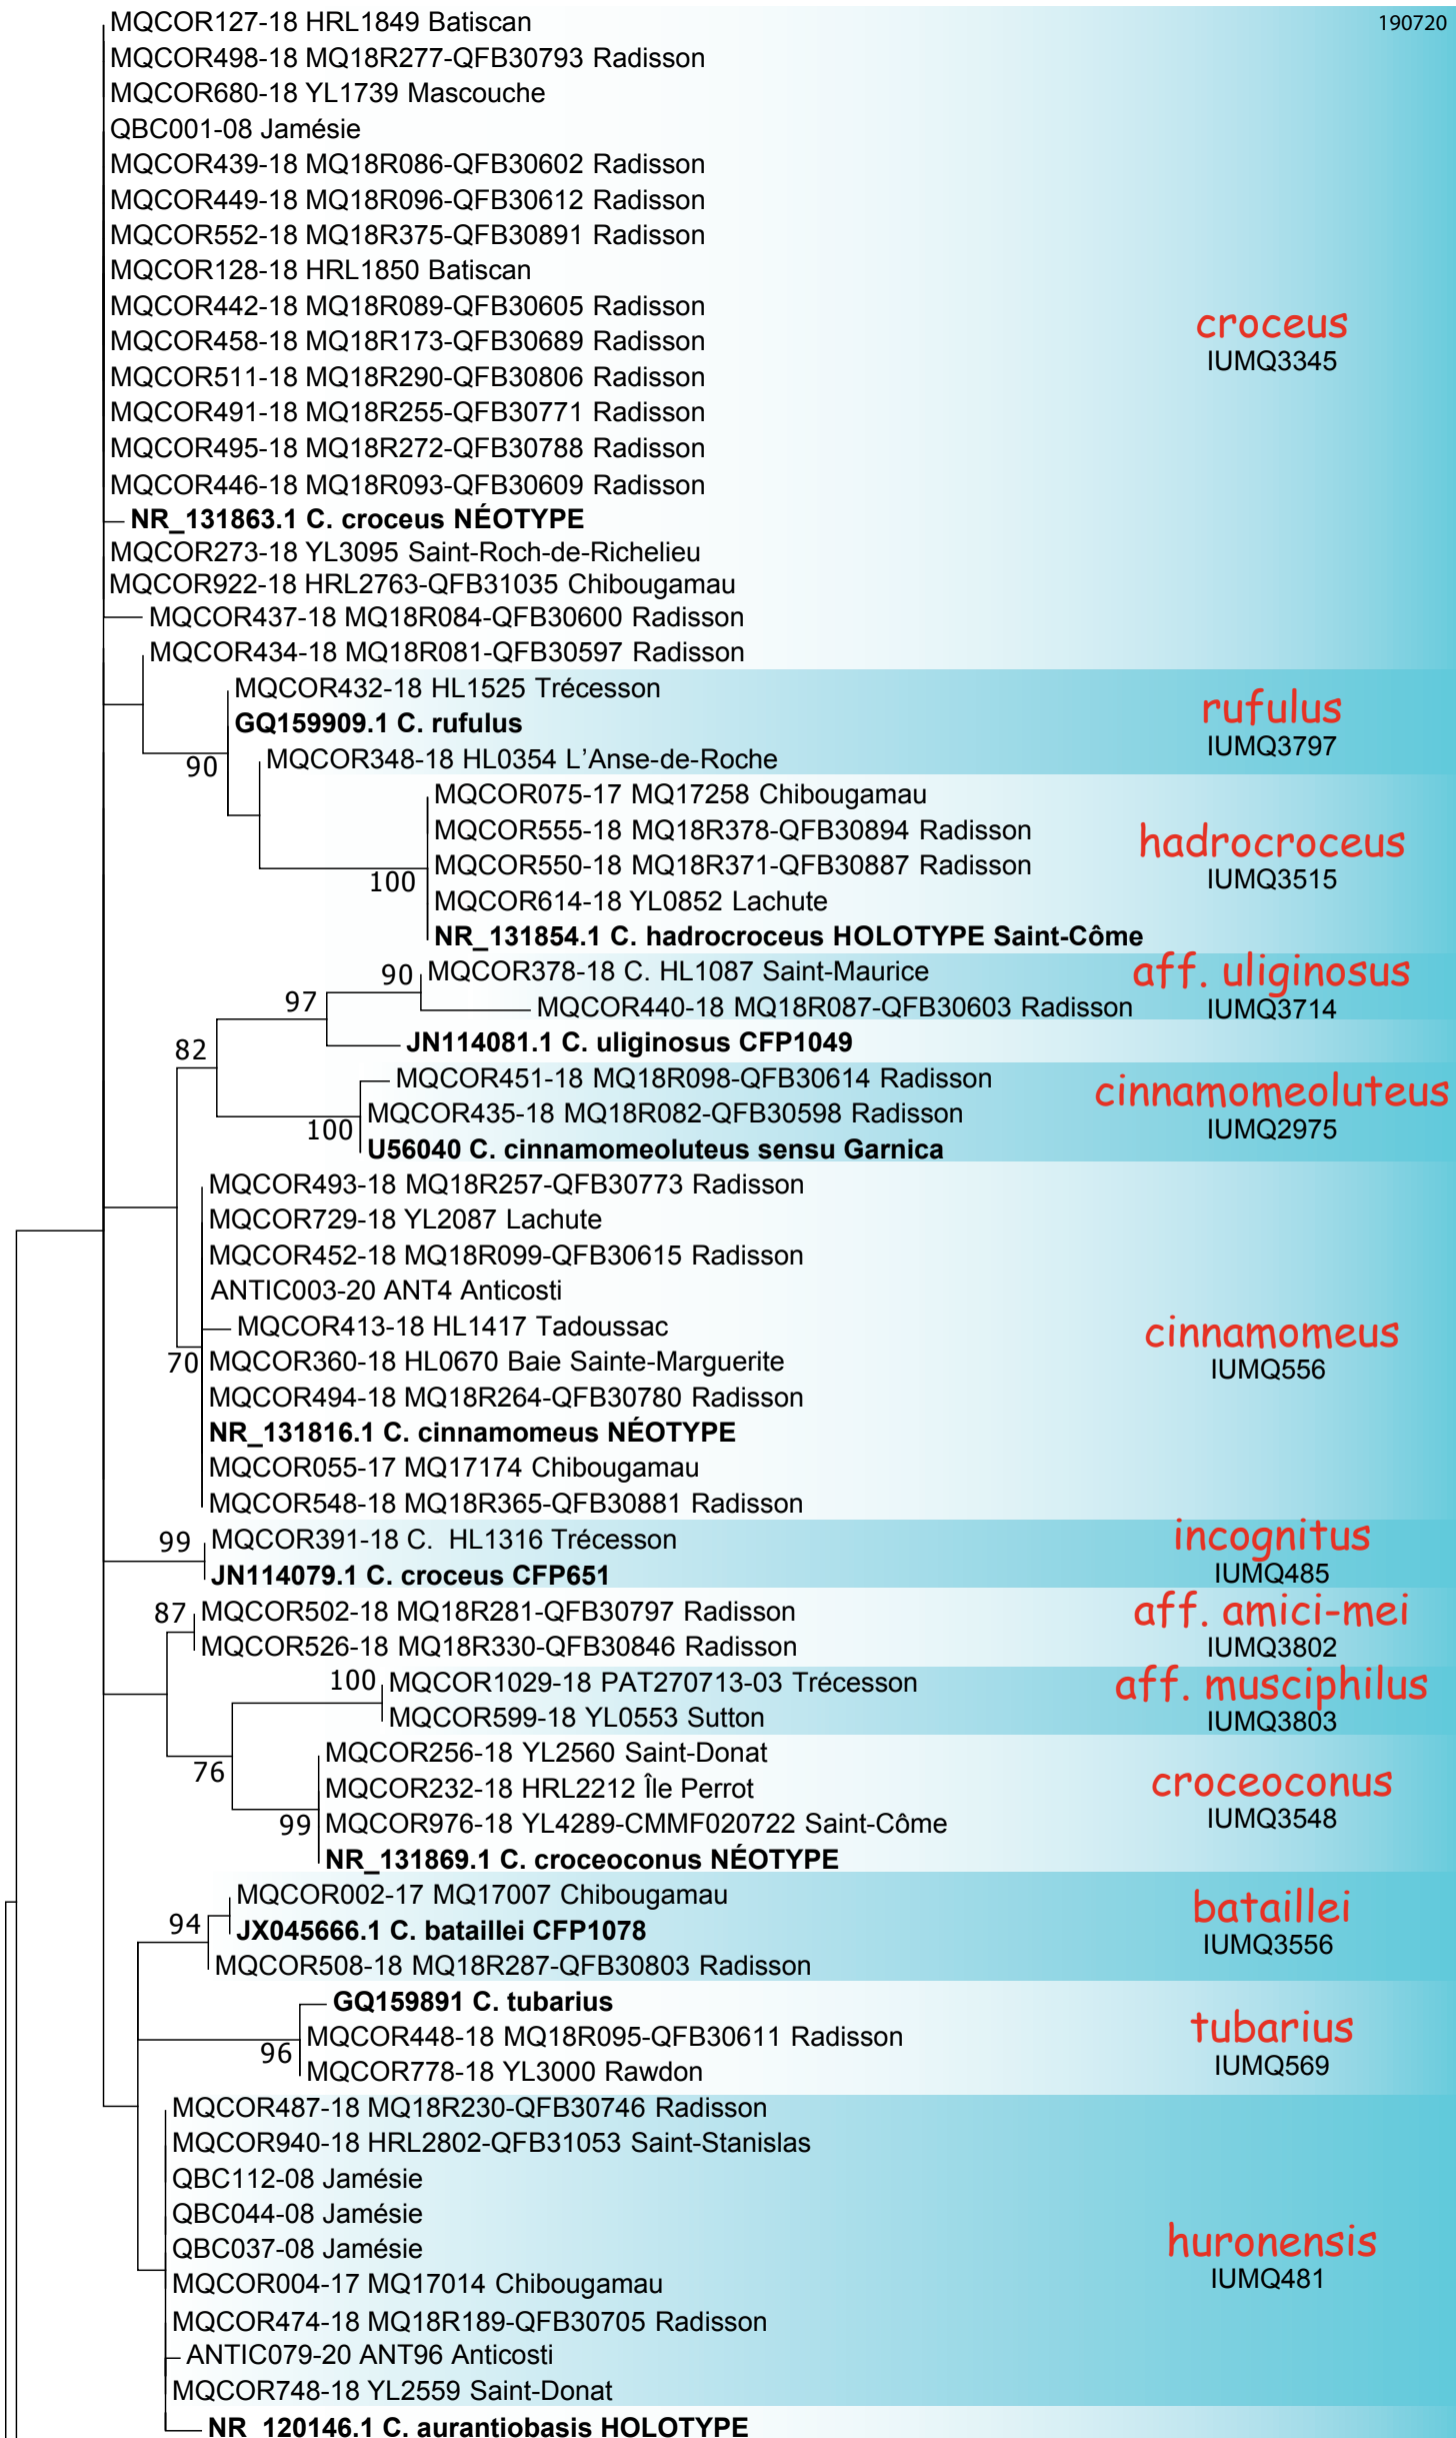 190720
MQCOR127-18 HRL1849 Batiscan
MQCOR498-18 MQ18R277-QFB30793 Radisson
MQCOR680-18 YL1739 Mascouche
QBC001-08 Jamésie
MQCOR439-18 MQ18R086-QFB30602 Radisson
MQCOR449-18 MQ18R096-QFB30612 Radisson
MQCOR552-18 MQ18R375-QFB30891 Radisson
MQCOR128-18 HRL1850 Batiscan
MQCOR442-18 MQ18R089-QFB30605 Radisson
MQCOR458-18 MQ18R173-QFB30689 Radisson
MQCOR511-18 MQ18R290-QFB30806 Radisson
MQCOR491-18 MQ18R255-QFB30771 Radisson
MQCOR495-18 MQ18R272-QFB30788 Radisson
MQCOR446-18 MQ18R093-QFB30609 Radisson
NR_131863.1 C. croceus NÉOTYPE
MQCOR273-18 YL3095 Saint-Roch-de-Richelieu
MQCOR922-18 HRL2763-QFB31035 Chibougamau
MQCOR437-18 MQ18R084-QFB30600 Radisson
MQCOR434-18 MQ18R081-QFB30597 Radisson
croceus
IUMQ3345
MQCOR432-18 HL1525 Trécesson
GQ159909.1 C. rufulus
MQCOR348-18 HL0354 L'Anse-de-Roche
90
rufulus
IUMQ3797
MQCOR075-17 MQ17258 Chibougamau
MQCOR555-18 MQ18R378-QFB30894 Radisson
MQCOR550-18 MQ18R371-QFB30887 Radisson
100
MQCOR614-18 YL0852 Lachute
NR_131854.1 C. hadrocroceus HOLOTYPE Saint-Côme
hadrocroceus
IUMQ3515
90
MQCOR378-18 C. HL1087 Saint-Maurice
97
MQCOR440-18 MQ18R087-QFB30603 Radisson
aff. uliginosus
IUMQ3714
JN114081.1 C. uliginosus CFP1049
82
MQCOR451-18 MQ18R098-QFB30614 Radisson
MQCOR435-18 MQ18R082-QFB30598 Radisson
100
U56040 C. cinnamomeoluteus sensu Garnica
cinnamomeoluteus
IUMQ2975
MQCOR493-18 MQ18R257-QFB30773 Radisson
MQCOR729-18 YL2087 Lachute
MQCOR452-18 MQ18R099-QFB30615 Radisson
ANTIC003-20 ANT4 Anticosti
MQCOR413-18 HL1417 Tadoussac
70
MQCOR360-18 HL0670 Baie Sainte-Marguerite
MQCOR494-18 MQ18R264-QFB30780 Radisson
NR_131816.1 C. cinnamomeus NÉOTYPE
MQCOR055-17 MQ17174 Chibougamau
MQCOR548-18 MQ18R365-QFB30881 Radisson
cinnamomeus
IUMQ556
99
MQCOR391-18 C.  HL1316 Trécesson
JN114079.1 C. croceus CFP651
incognitus
IUMQ485
87
MQCOR502-18 MQ18R281-QFB30797 Radisson
MQCOR526-18 MQ18R330-QFB30846 Radisson
aff. amici-mei
IUMQ3802
100
MQCOR1029-18 PAT270713-03 Trécesson
MQCOR599-18 YL0553 Sutton
aff. musciphilus
IUMQ3803
76
MQCOR256-18 YL2560 Saint-Donat
MQCOR232-18 HRL2212 Île Perrot
99
MQCOR976-18 YL4289-CMMF020722 Saint-Côme
NR_131869.1 C. croceoconus NÉOTYPE
croceoconus
IUMQ3548
MQCOR002-17 MQ17007 Chibougamau
94
JX045666.1 C. bataillei CFP1078
MQCOR508-18 MQ18R287-QFB30803 Radisson
bataillei
IUMQ3556
GQ159891 C. tubarius
96
MQCOR448-18 MQ18R095-QFB30611 Radisson
MQCOR778-18 YL3000 Rawdon
tubarius
IUMQ569
MQCOR487-18 MQ18R230-QFB30746 Radisson
MQCOR940-18 HRL2802-QFB31053 Saint-Stanislas
QBC112-08 Jamésie
QBC044-08 Jamésie
QBC037-08 Jamésie
MQCOR004-17 MQ17014 Chibougamau
MQCOR474-18 MQ18R189-QFB30705 Radisson
ANTIC079-20 ANT96 Anticosti
MQCOR748-18 YL2559 Saint-Donat
huronensis
IUMQ481
NR_120146.1 C. aurantiobasis HOLOTYPE